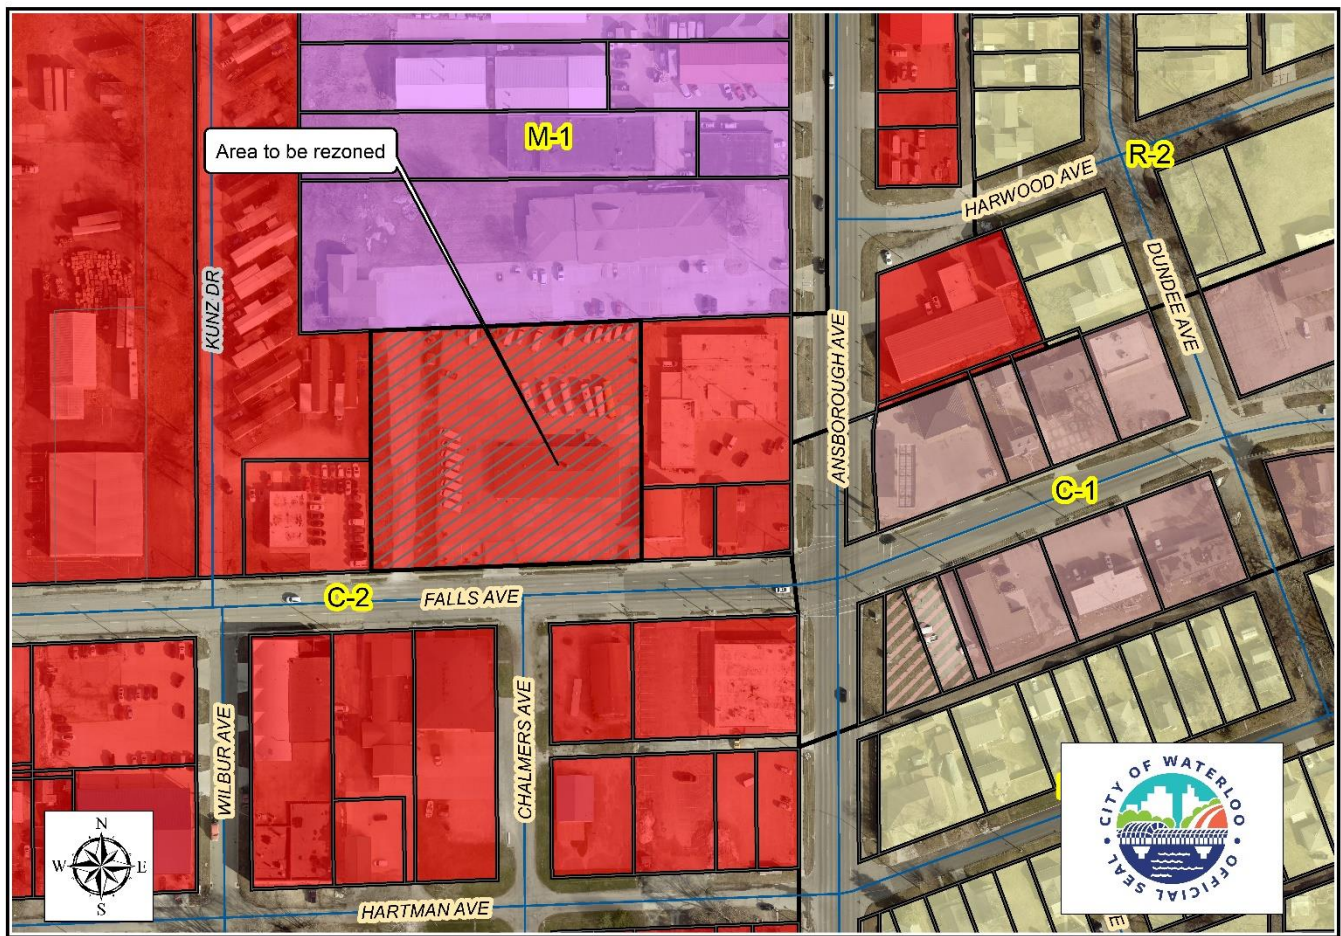 M-1
Area to be rezoned
R-2
HARWOOD AVE
KUNZ DR
DUNDEE AVE
ANSBOROUGH AVE
C-1
C-2
FALLS AVE
WILBUR AVE
CHALMERS AVE
HARTMAN AVE
N
W
E
S
CITY OF WATERLOO
OFFICIAL SEAL
E